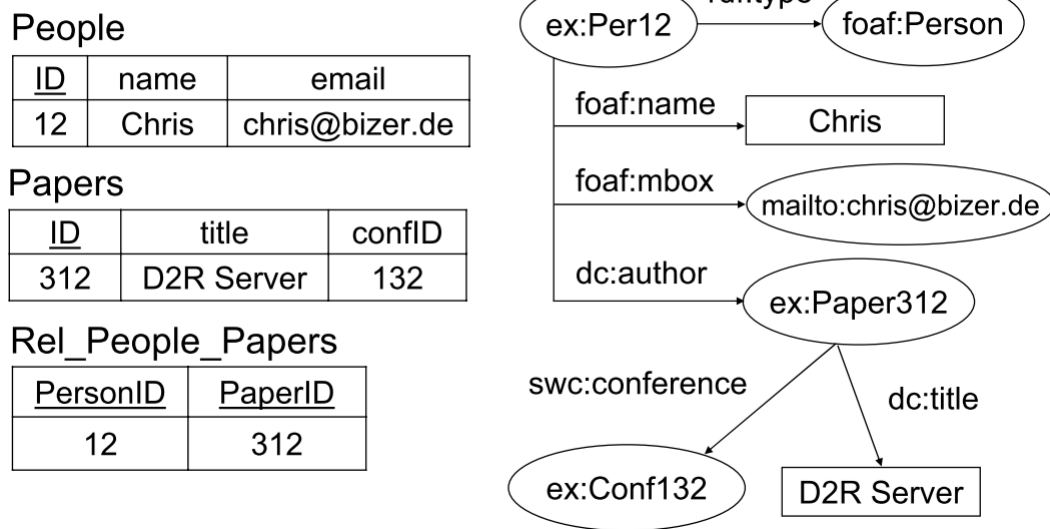 People
ID name email
12 Chris chris@bizer.de
Papers
ID title confID
312 D2R Server 132
Rel_People_Papers
PersonID PaperID
12 312
ex:Per12 foaf:Person
foaf:name
Chris
foaf:mbox
mailto:chris@bizer.de
dc:author
ex:Paper312
swc:conference
dc:title
ex:Conf132
D2R Server